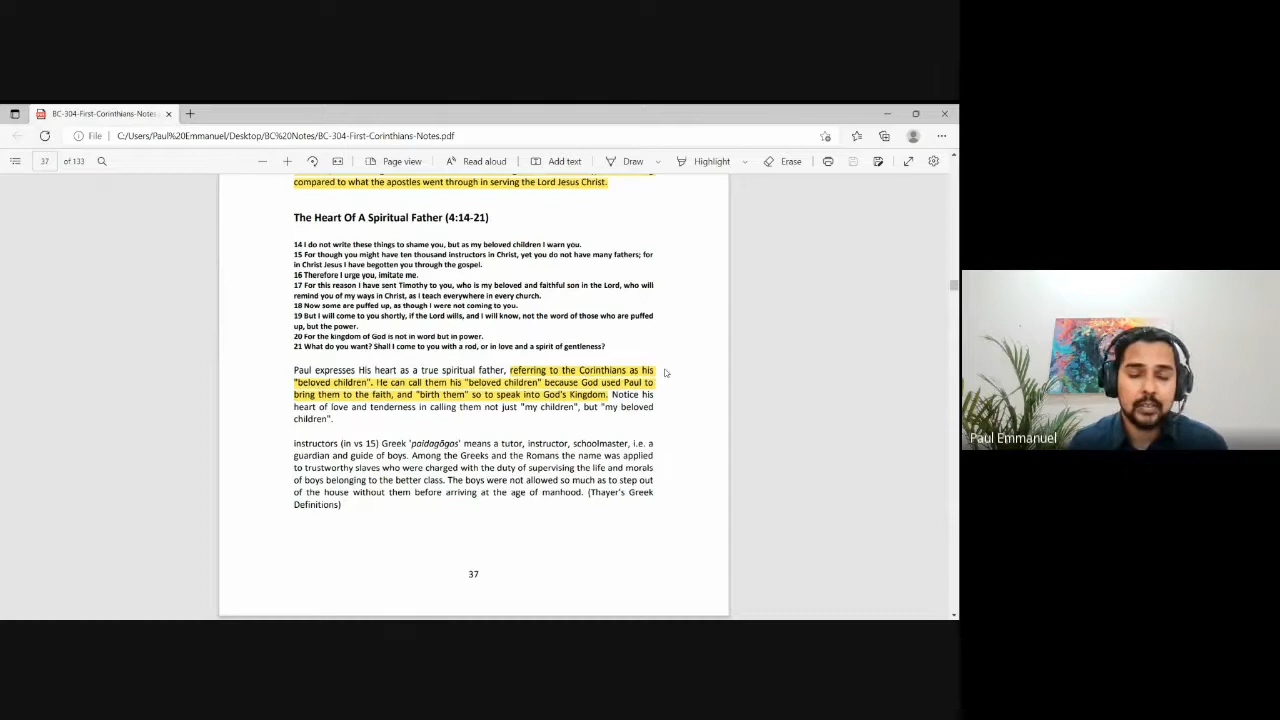 BC-304-First-Corinthians-Notes.
File
C:/Users/Paul%20Emmanuel/Desktop/BC%20Notes/BC-304-First-Corinthians-Notes.pdf
37 of 133
Page view
Read aloud
Add text
Draw
Highlight
Erase
compared to what the apostles went through in serving the Lord Jesus Christ.
The Heart Of A Spiritual Father (4:14-21)
14 I do not write these things to shame you, but as my beloved children I warn you.
15 For though you might have ten thousand instructors in Christ, yet you do not have many fathers; for
in Christ Jesus I have begotten you through the gospel.
16 Therefore I urge you, imitate me.
17 For this reason I have sent Timothy to you, who is my beloved and faithful son in the Lord, who will
remind you of my ways in Christ, as I teach everywhere in every church.
18 Now some are puffed up, as though I were not coming to you.
19 But I will come to you shortly, if the Lord wills, and I will know, not the word of those who are puffed
up, but the power.
20 For the kingdom of God is not in word but in power.
21 What do you want? Shall I come to you with a rod, or in love and a spirit of gentleness?
Paul expresses His heart as a true spiritual father, referring to the Corinthians as his
"beloved children". He can call them his "beloved children" because God used Paul to
bring them to the faith, and "birth them" so to speak into God's Kingdom. Notice his
heart of love and tenderness in calling them not just "my children", but "my beloved
children".
instructors (in vs 15) Greek 'paidagōgos' means a tutor, instructor, schoolmaster, i.e. a
guardian and guide of boys. Among the Greeks and the Romans the name was applied
to trustworthy slaves who were charged with the duty of supervising the life and morals
of boys belonging to the better class. The boys were not allowed so much as to step out
of the house without them before arriving at the age of manhood. (Thayer's Greek
Definitions)
37
Paul Emmanuel